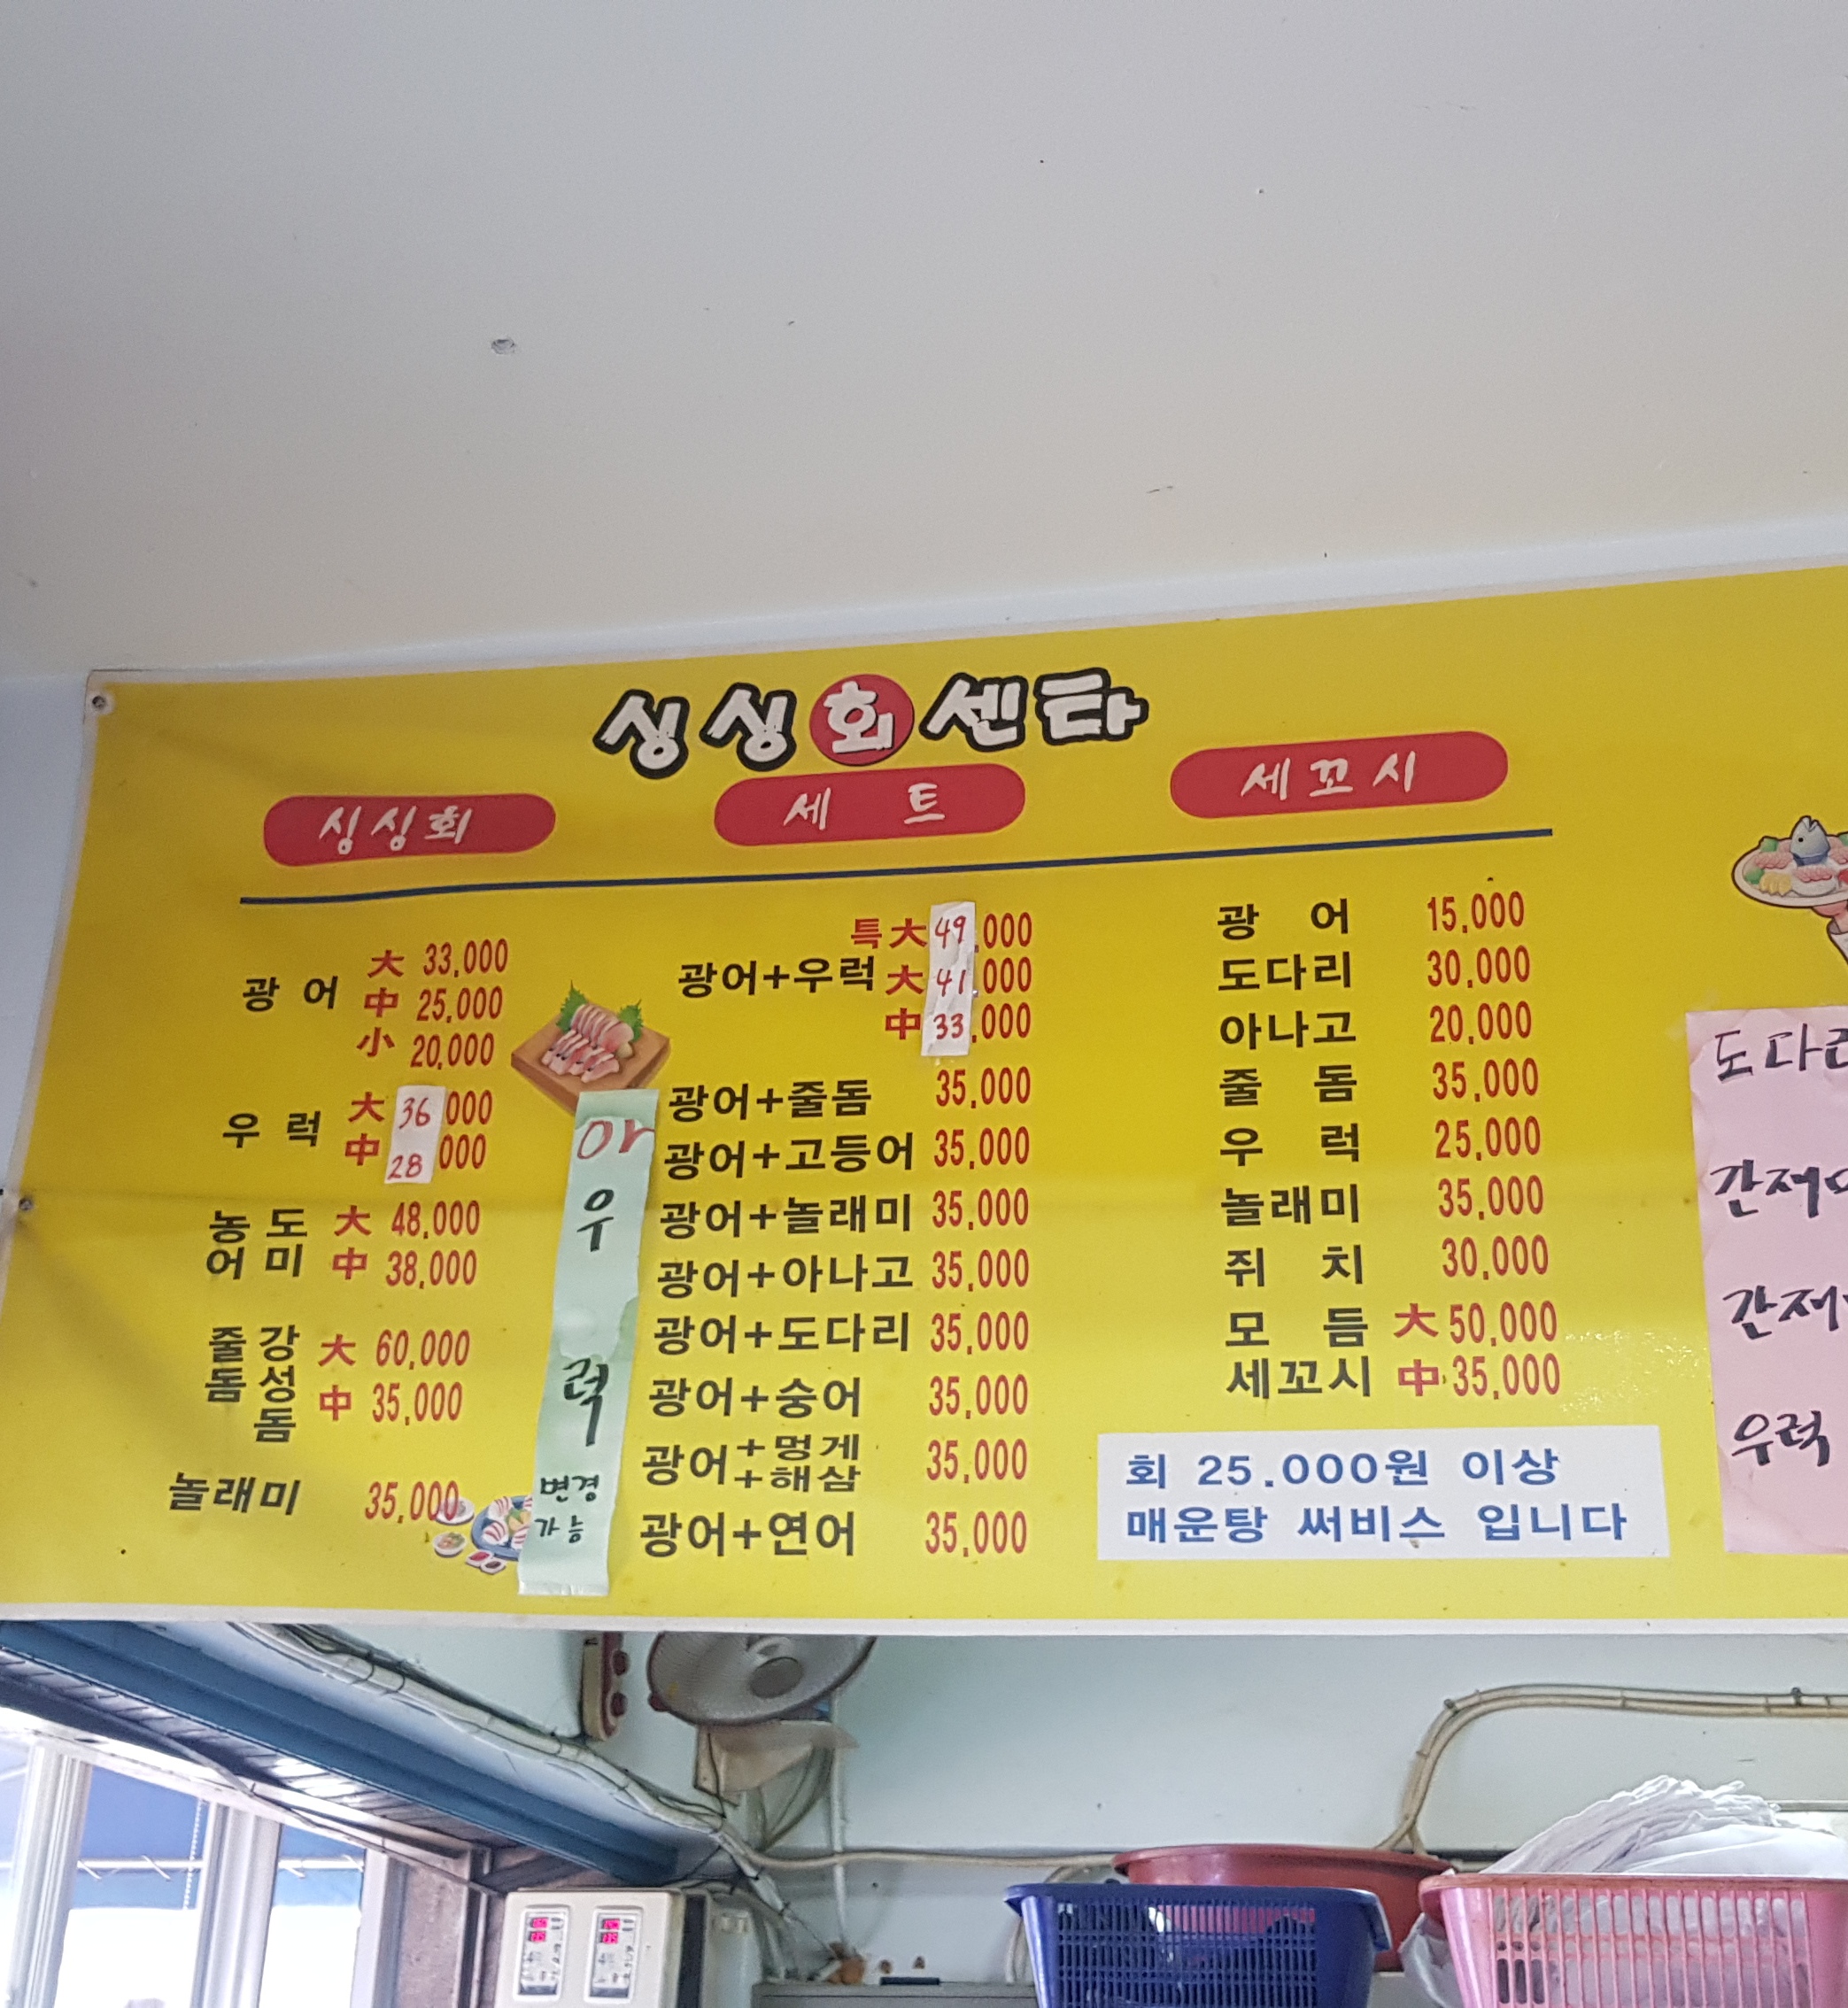 싱싱회센타
싱싱회
광어
大 33,000
中 25,000
小 20,000
우럭
大 36 000
中 28 000
농어 도미
大 48,000
中 38,000
줄돔 강성돔
大 60,000
中 35,000
놀래미 35,000
or
우
럭
변경
가능
세트
광어+우럭
특大 49,000
大 41,000
中 33,000
광어+줄돔 35,000
광어+고등어 35,000
광어+놀래미 35,000
광어+아나고 35,000
광어+도다리 35,000
광어+숭어 35,000
광어+멍게+해삼 35,000
광어+연어 35,000
세꼬시
광어 15,000
도다리 30,000
아나고 20,000
줄돔 35,000
우럭 25,000
놀래미 35,000
쥐치 30,000
모듬 大 50,000
세꼬시 中 35,000
회 25.000원 이상
매운탕 써비스 입니다
도다리
간저
간저
우럭